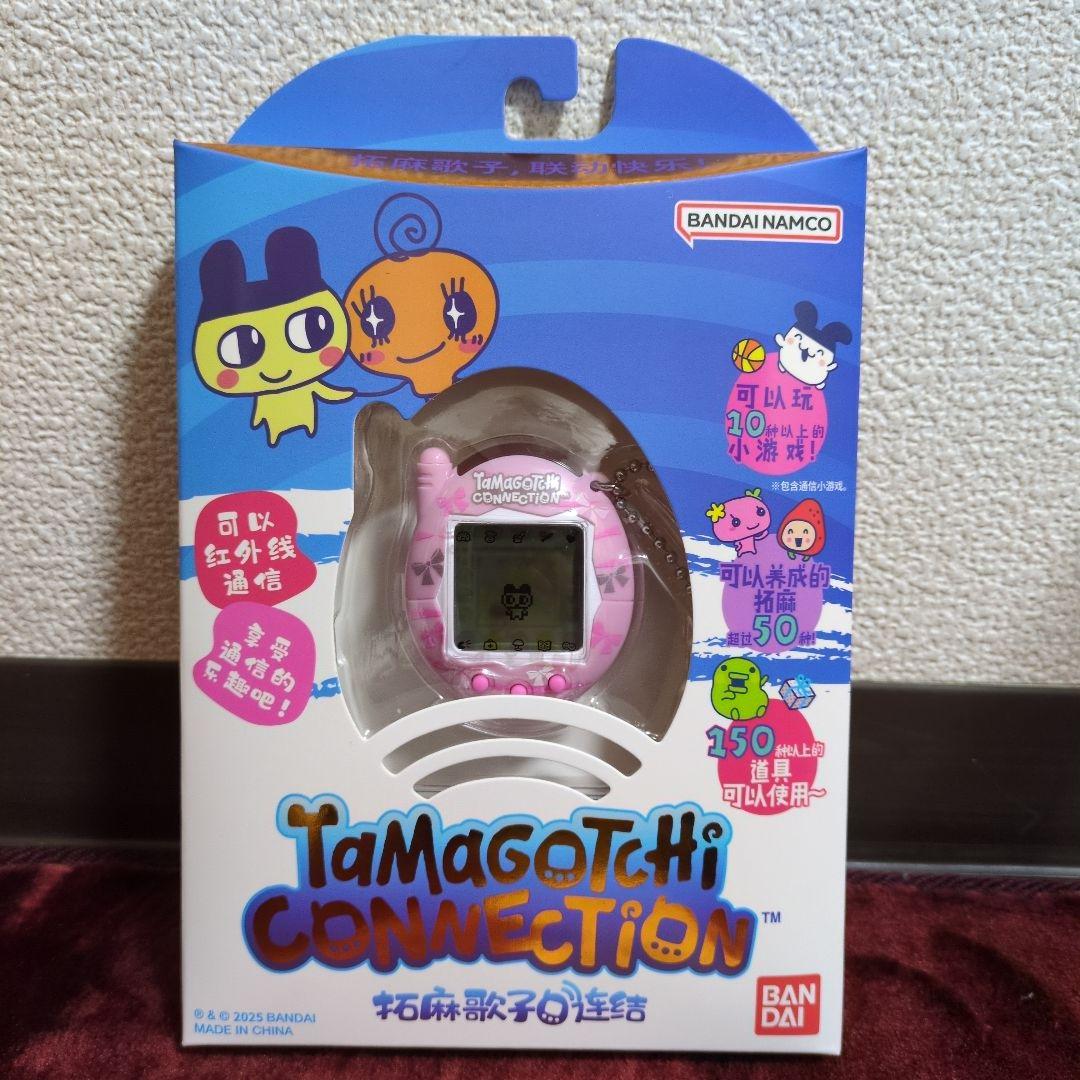 拓麻歌子,联动快乐!
BANDAI NAMCO
可以玩
10种以上的
小游戏!
※包含通信小游戏。
TAMAGOTCHI
CONNECTION™
可以
红外线
通信
享受
通信的
乐趣吧!
可以养成的
拓麻
超过50种!
150种以上的
道具
可以使用~
TAMAGOTCHI
CONNECTION™
拓麻歌子 连结
® & © 2025 BANDAI
MADE IN CHINA
BAN
DAI